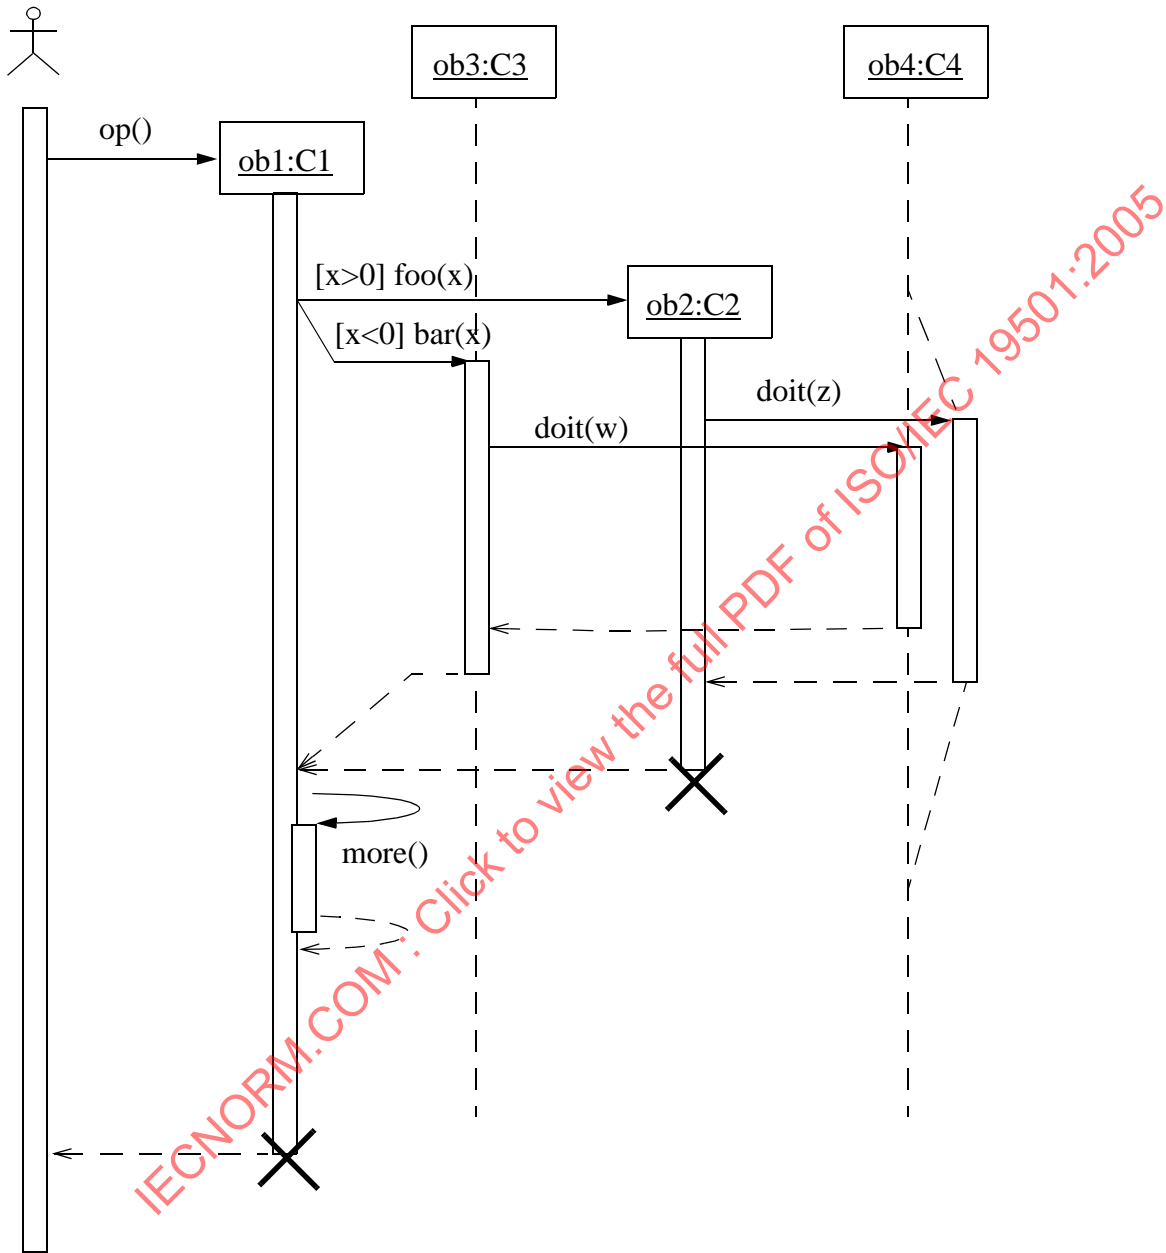 ob3:C3
ob4:C4
op()
ob1:C1
[x>0] foo(x)
ob2:C2
[x<0] bar(x)
doit(z)
doit(w)
more()
IECNORM.COM : Click to view the full PDF of ISO/IEC 19501:2005